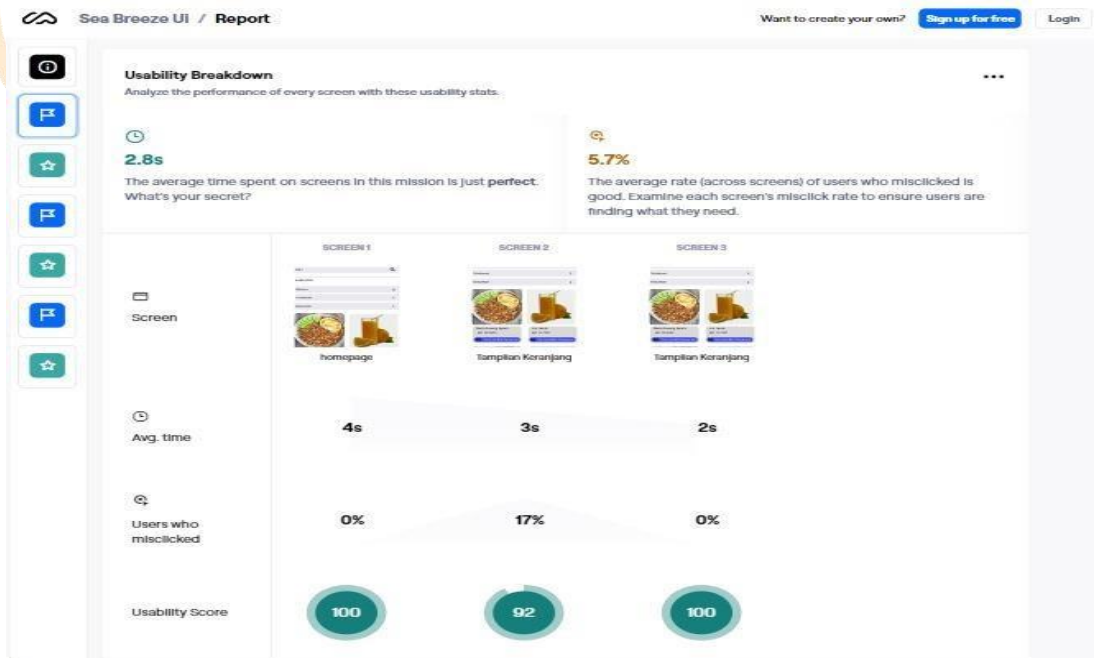 Sea Breeze UI / Report
Want to create your own?
Sign up for free
Login
Usability Breakdown
Analyze the performance of every screen with these usability stats.
2.8s
The average time spent on screens in this mission is just perfect.
What's your secret?
5.7%
The average rate (across screens) of users who misclicked is
good. Examine each screen's misclick rate to ensure users are
finding what they need.
SCREEN 1
SCREEN 2
SCREEN 3
Screen
homepage
Tampilan Keranjang
Tampilan Keranjang
Avg. time
4s
3s
2s
Users who
misclicked
0%
17%
0%
Usability Score
100
92
100